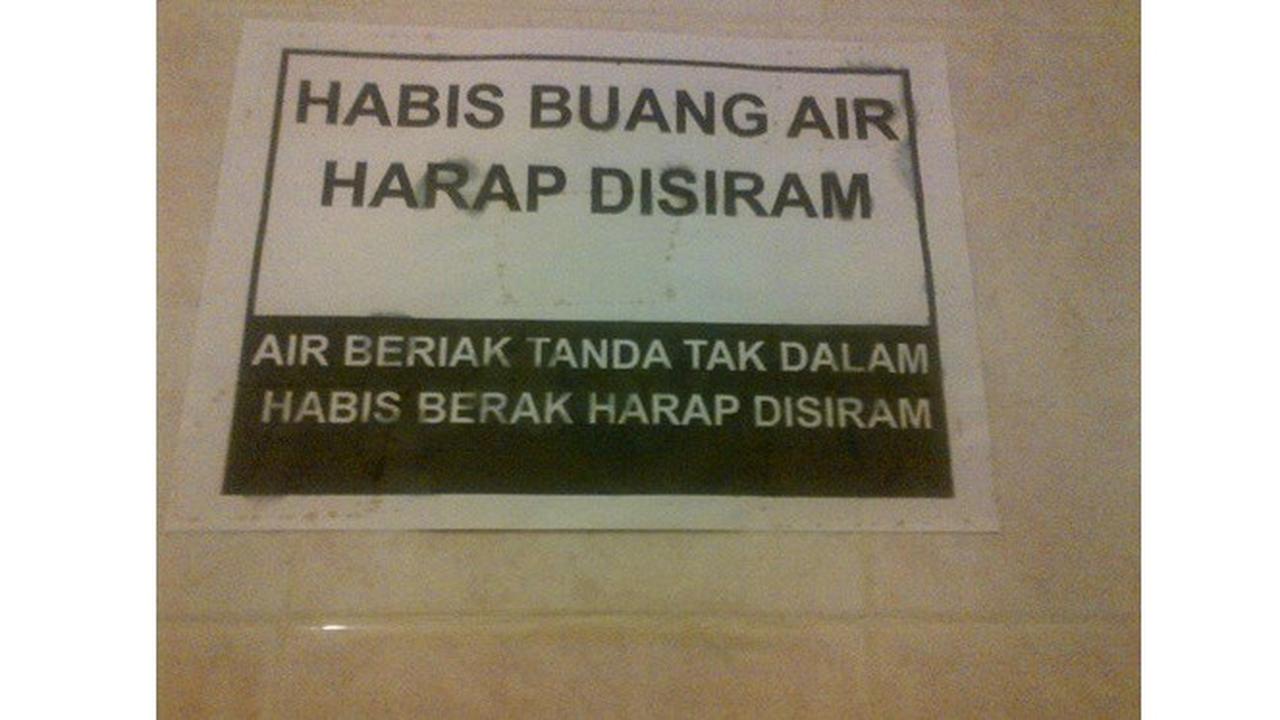 HABIS BUANG AIR
HARAP DISIRAM
AIR BERIAK TANDA TAK DALAM
HABIS BERAK HARAP DISIRAM